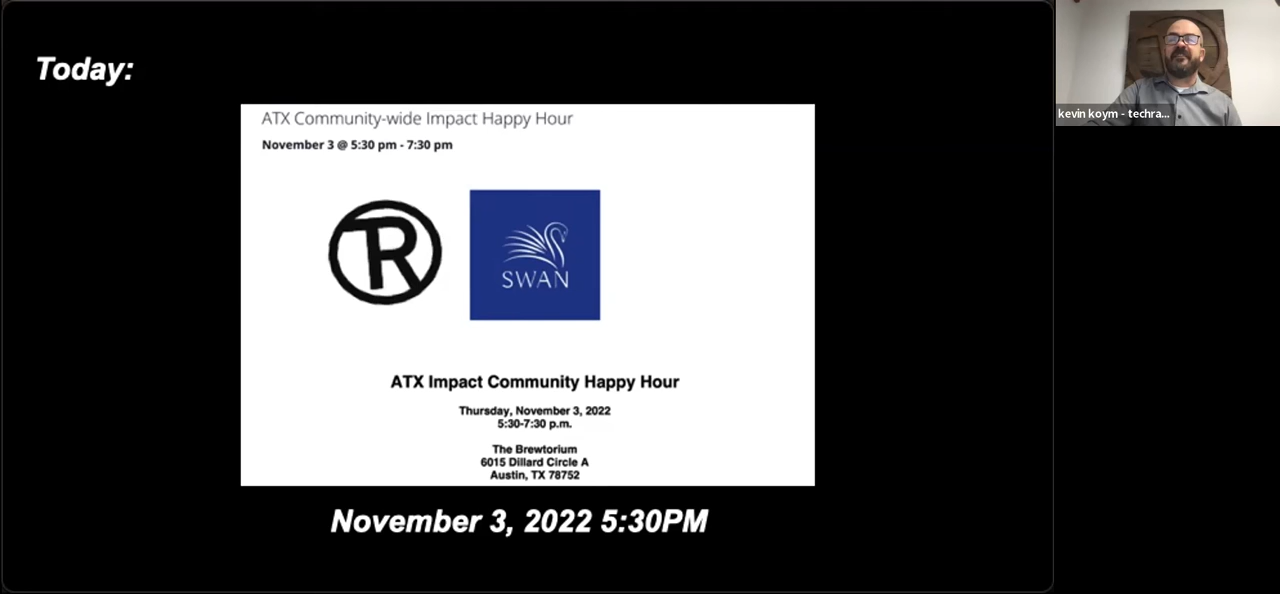 Today:
ATX Community-wide Impact Happy Hour
November 3 @ 5:30 pm - 7:30 pm
R
SWAN
ATX Impact Community Happy Hour
Thursday, November 3, 2022
5:30-7:30 p.m.
The Brewtorium
6015 Dillard Circle A
Austin, TX 78752
November 3, 2022 5:30PM
kevin koym - techra...